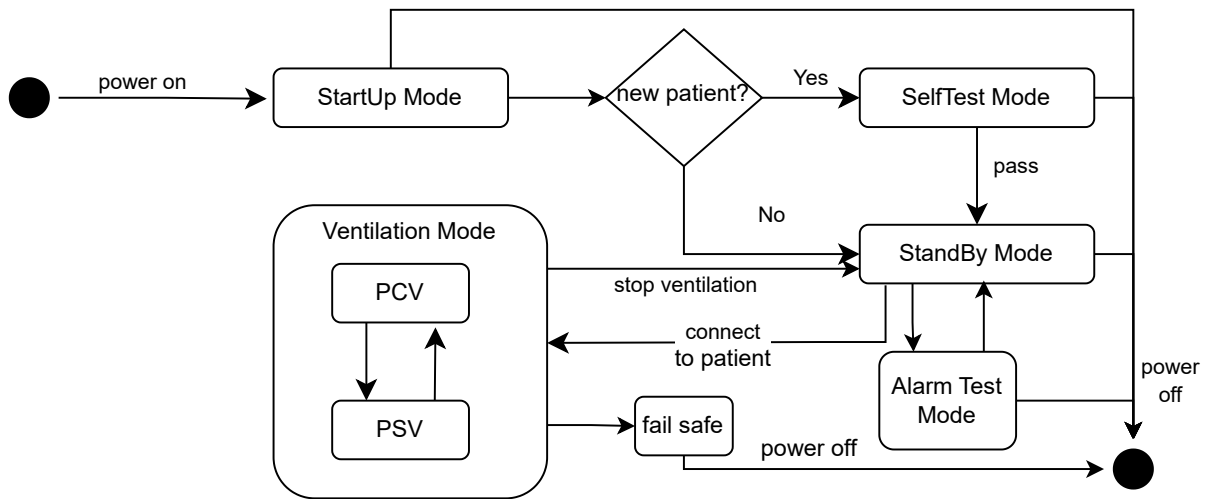 power on
StartUp Mode
new patient?
Yes
SelfTest Mode
pass
No
StandBy Mode
Ventilation Mode
PCV
PSV
stop ventilation
connect
to patient
Alarm Test
Mode
power
off
fail safe
power off